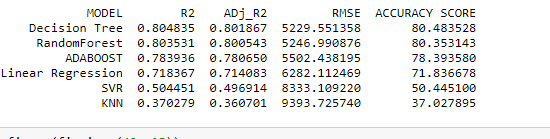 MODEL R2 ADj_R2 RMSE ACCURACY SCORE
Decision Tree 0.804835 0.801867 5229.551358 80.483528
RandomForest 0.803531 0.800543 5246.990876 80.353143
ADABOOST 0.783936 0.780650 5502.438195 78.393580
Linear Regression 0.718367 0.714083 6282.112469 71.836678
SVR 0.504451 0.496914 8333.109220 50.445100
KNN 0.370279 0.360701 9393.725740 37.027895